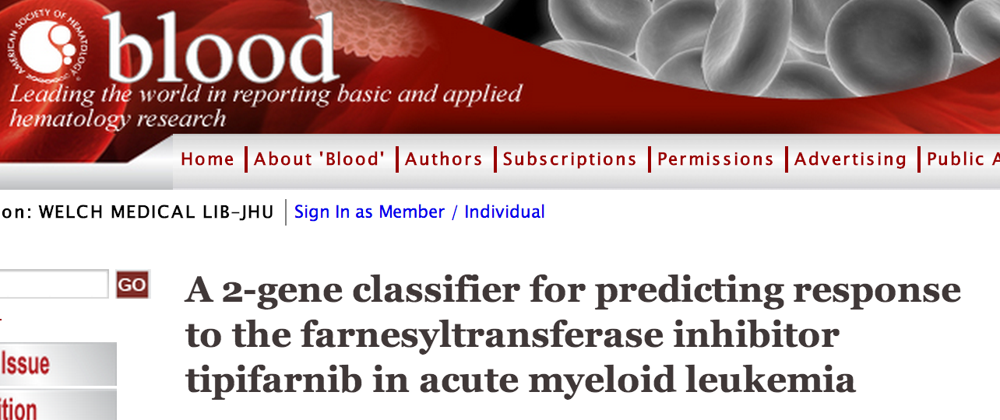 AMERICAN SOCIETY OF HEMATOLOGY
blood
Leading the world in reporting basic and applied
hematology research
Home | About 'Blood' | Authors | Subscriptions | Permissions | Advertising | Public A
on: WELCH MEDICAL LIB-JHU | Sign In as Member / Individual
GO
A 2-gene classifier for predicting response
to the farnesyltransferase inhibitor
tipifarnib in acute myeloid leukemia
Issue
ition